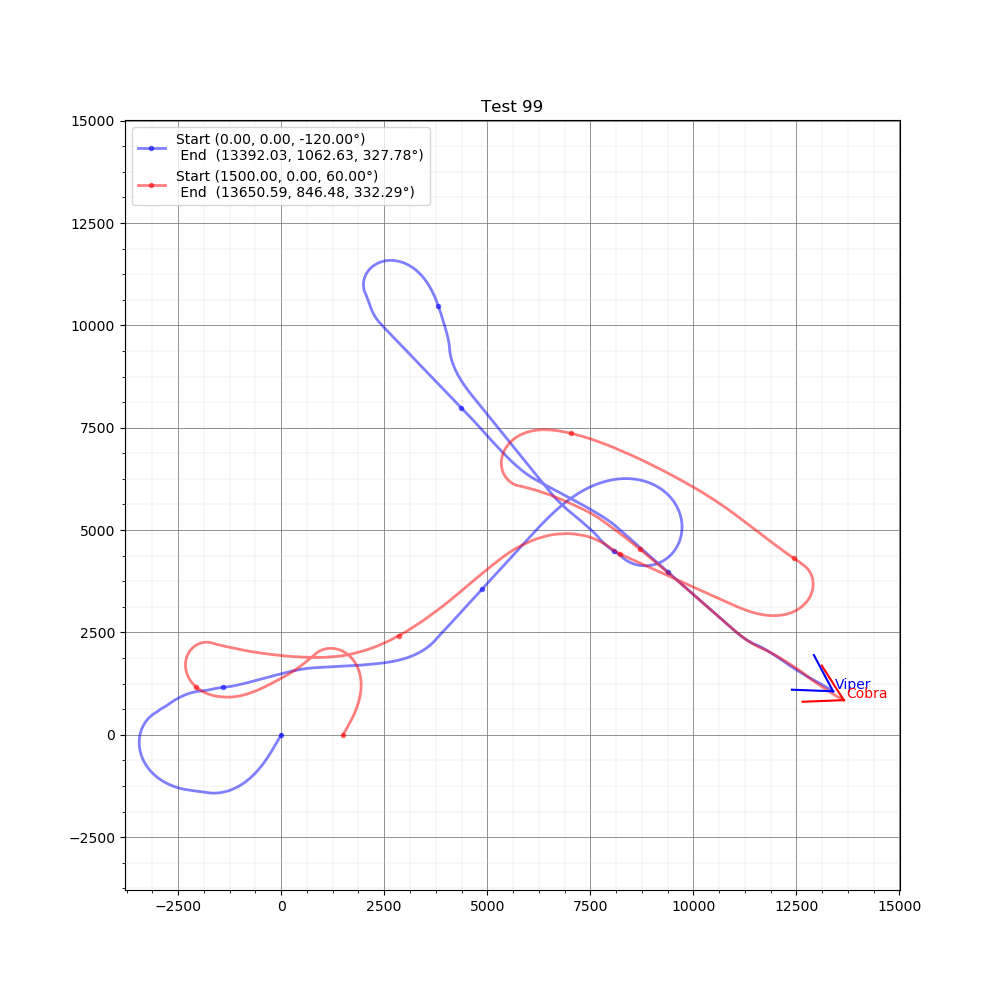 Test 99
Start (0.00, 0.00, -120.00°)
End  (13392.03, 1062.63, 327.78°)
Start (1500.00, 0.00, 60.00°)
End  (13650.59, 846.48, 332.29°)
15000
12500
10000
7500
5000
2500
0
−2500
Viper
Cobra
−2500 0 2500 5000 7500 10000 12500 15000